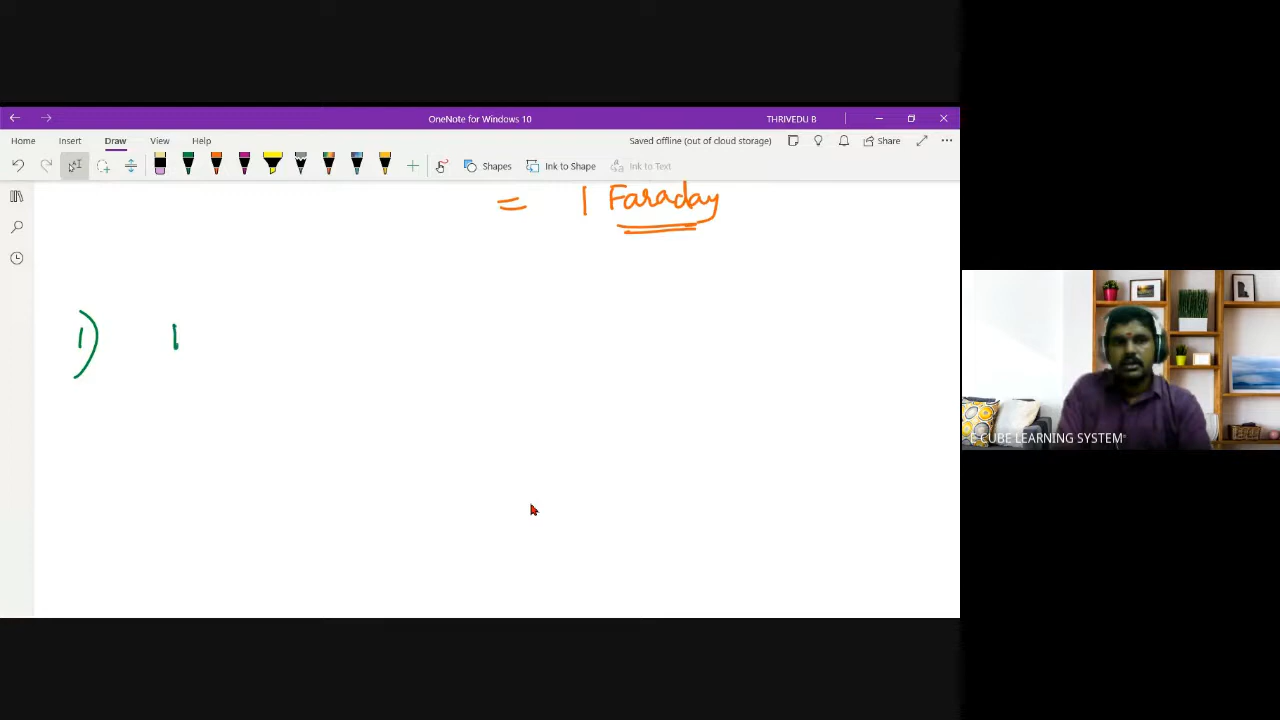 OneNote for Windows 10
THRIVEDU B
Home Insert Draw View Help
Saved offline (out of cloud storage)
Share
Shapes
Ink to Shape
Ink to Text
= 1 Faraday
1) 1
E CUBE LEARNING SYSTEM